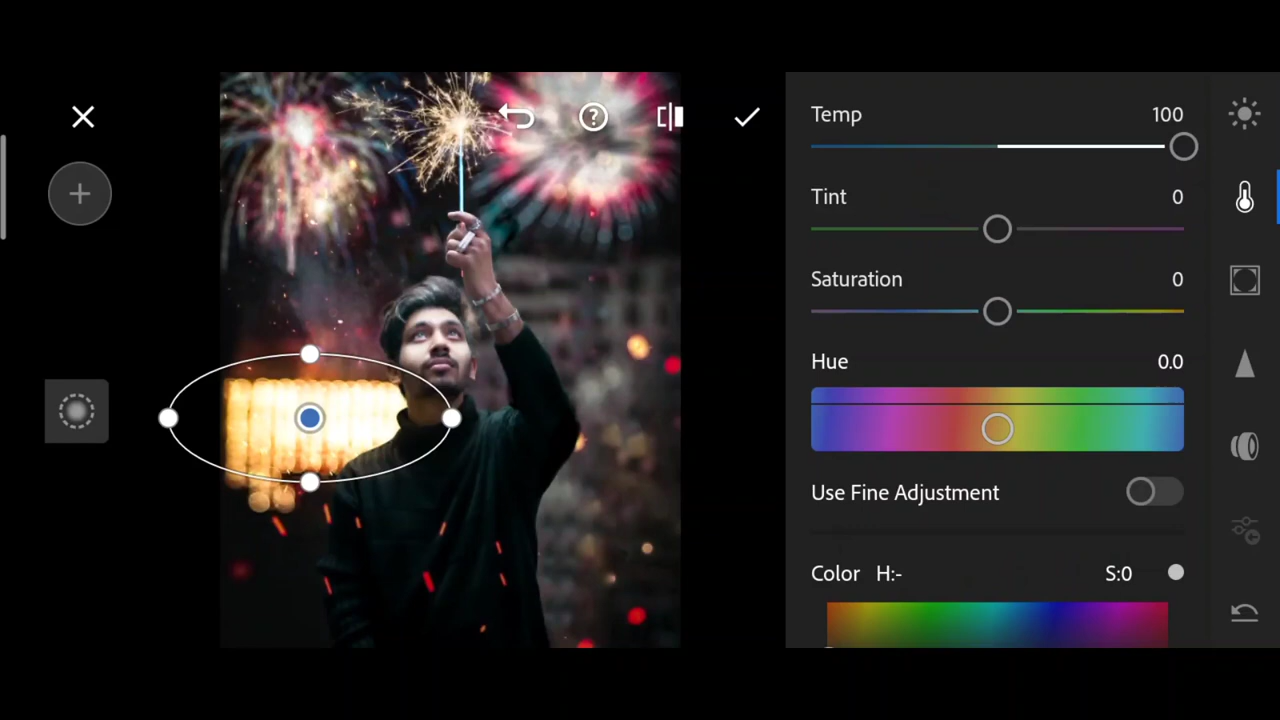 Temp 100
Tint 0
Saturation 0
Hue 0.0
Use Fine Adjustment
Color H:- S:0